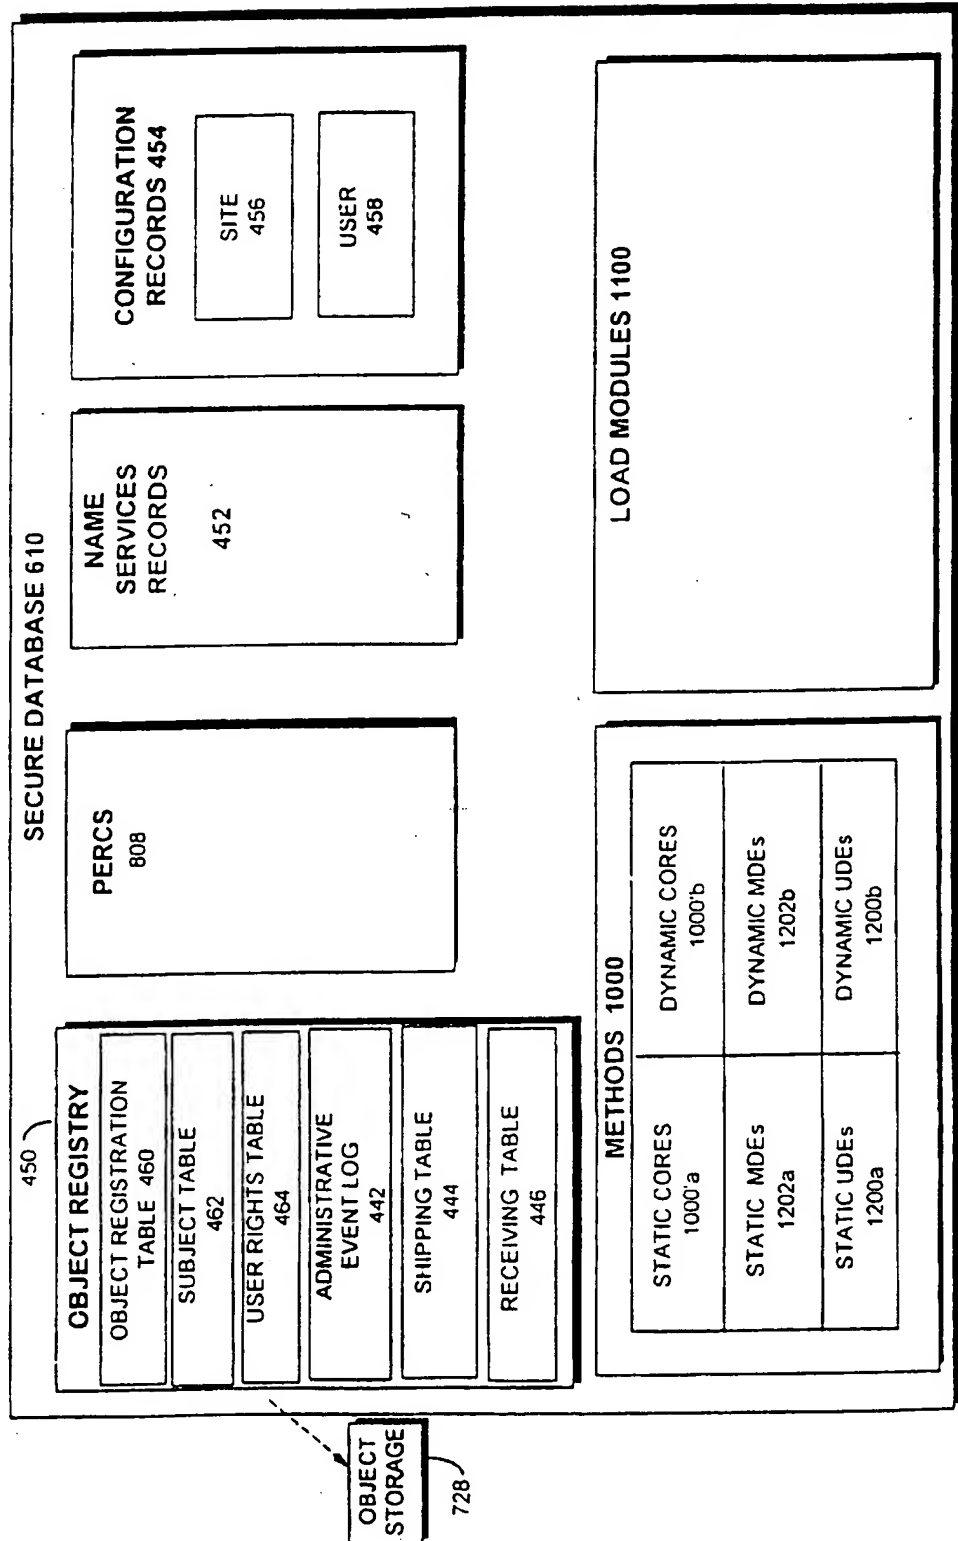 SECURE DATABASE 610
450
OBJECT REGISTRY
OBJECT REGISTRATION
TABLE 460
SUBJECT TABLE
462
USER RIGHTS TABLE
464
ADMINISTRATIVE
EVENT LOG
442
SHIPPING TABLE
444
RECEIVING TABLE
446
PERCS
808
NAME
SERVICES
RECORDS
452
CONFIGURATION
RECORDS 454
SITE
456
USER
458
OBJECT
STORAGE
728
METHODS 1000
STATIC CORES
1000'a
DYNAMIC CORES
1000'b
STATIC MDEs
1202a
DYNAMIC MDEs
1202b
STATIC UDEs
1200a
DYNAMIC UDEs
1200b
LOAD MODULES 1100